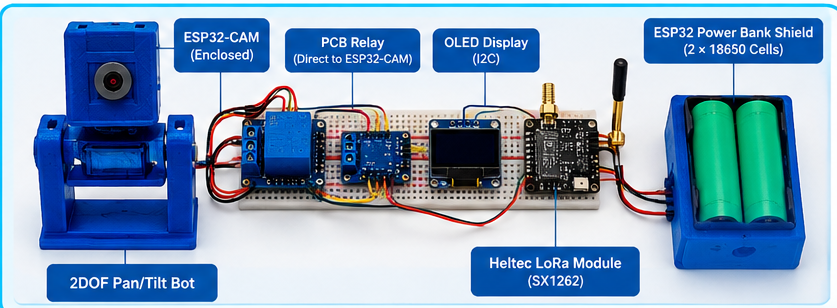 ESP32-CAM
(Enclosed)
PCB Relay
(Direct to ESP32-CAM)
OLED Display
(I2C)
ESP32 Power Bank Shield
(2 × 18650 Cells)
2DOF Pan/Tilt Bot
Heltec LoRa Module
(SX1262)